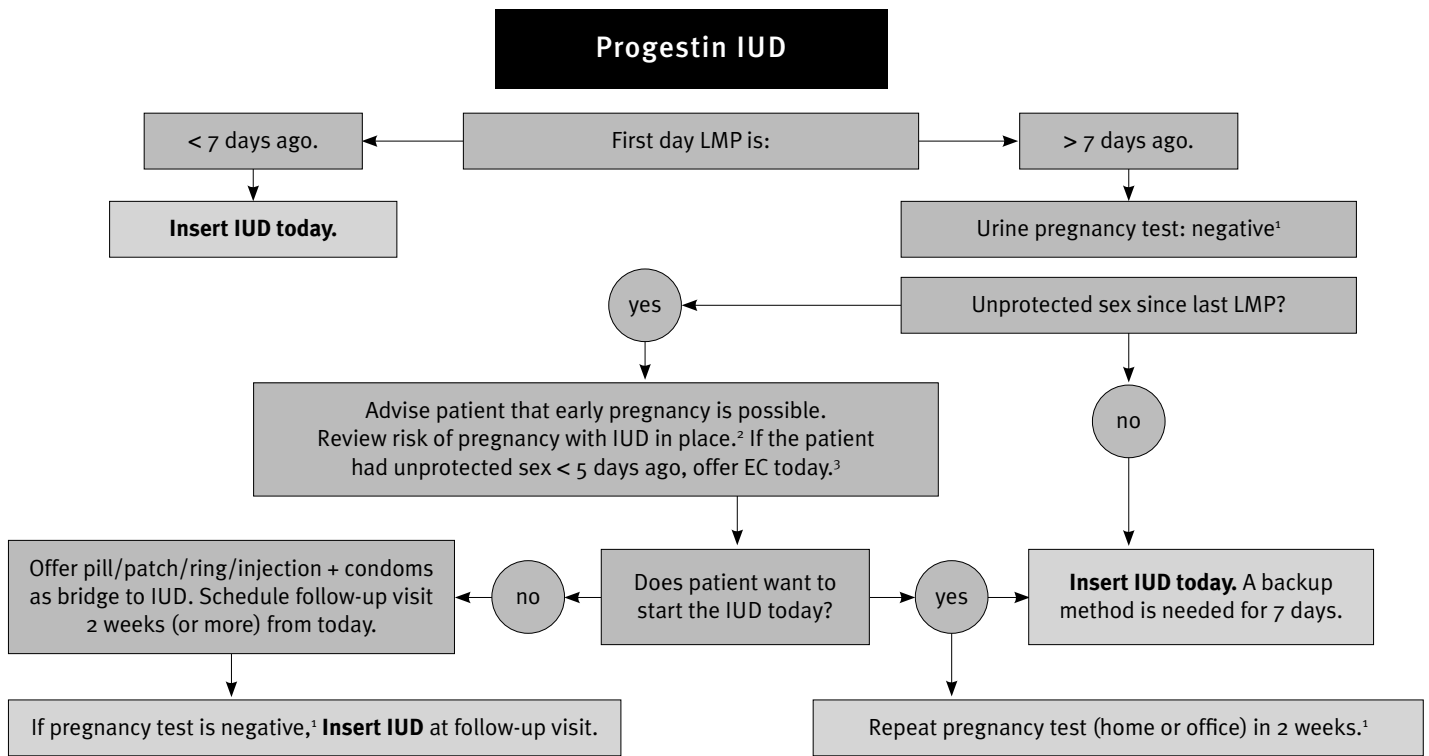 Progestin IUD
< 7 days ago.
First day LMP is:
> 7 days ago.
Insert IUD today.
Urine pregnancy test: negative¹
yes
Unprotected sex since last LMP?
Advise patient that early pregnancy is possible.
Review risk of pregnancy with IUD in place.² If the patient
had unprotected sex < 5 days ago, offer EC today.³
no
Offer pill/patch/ring/injection + condoms
as bridge to IUD. Schedule follow-up visit
2 weeks (or more) from today.
no
Does patient want to
start the IUD today?
yes
Insert IUD today. A backup
method is needed for 7 days.
If pregnancy test is negative,¹ Insert IUD at follow-up visit.
Repeat pregnancy test (home or office) in 2 weeks.¹